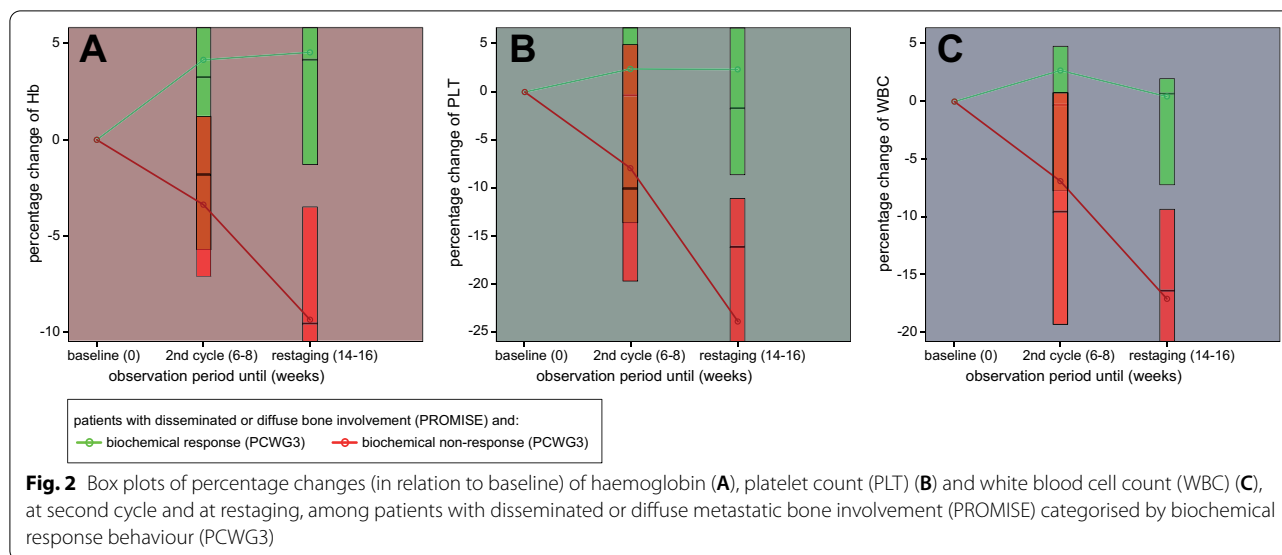 A
5
0
-5
-10
percentage change of Hb
baseline (0) 2nd cycle (6-8) restaging (14-16)
observation period until (weeks)
B
5
0
-5
-10
-15
-20
-25
percentage change of PLT
baseline (0) 2nd cycle (6-8) restaging (14-16)
observation period until (weeks)
C
5
0
-5
-10
-15
-20
percentage change of WBC
baseline (0) 2nd cycle (6-8) restaging (14-16)
observation period until (weeks)
patients with disseminated or diffuse bone involvement (PROMISE) and:
biochemical response (PCWG3) biochemical non-response (PCWG3)
Fig. 2 Box plots of percentage changes (in relation to baseline) of haemoglobin (A), platelet count (PLT) (B) and white blood cell count (WBC) (C),
at second cycle and at restaging, among patients with disseminated or diffuse metastatic bone involvement (PROMISE) categorised by biochemical
response behaviour (PCWG3)